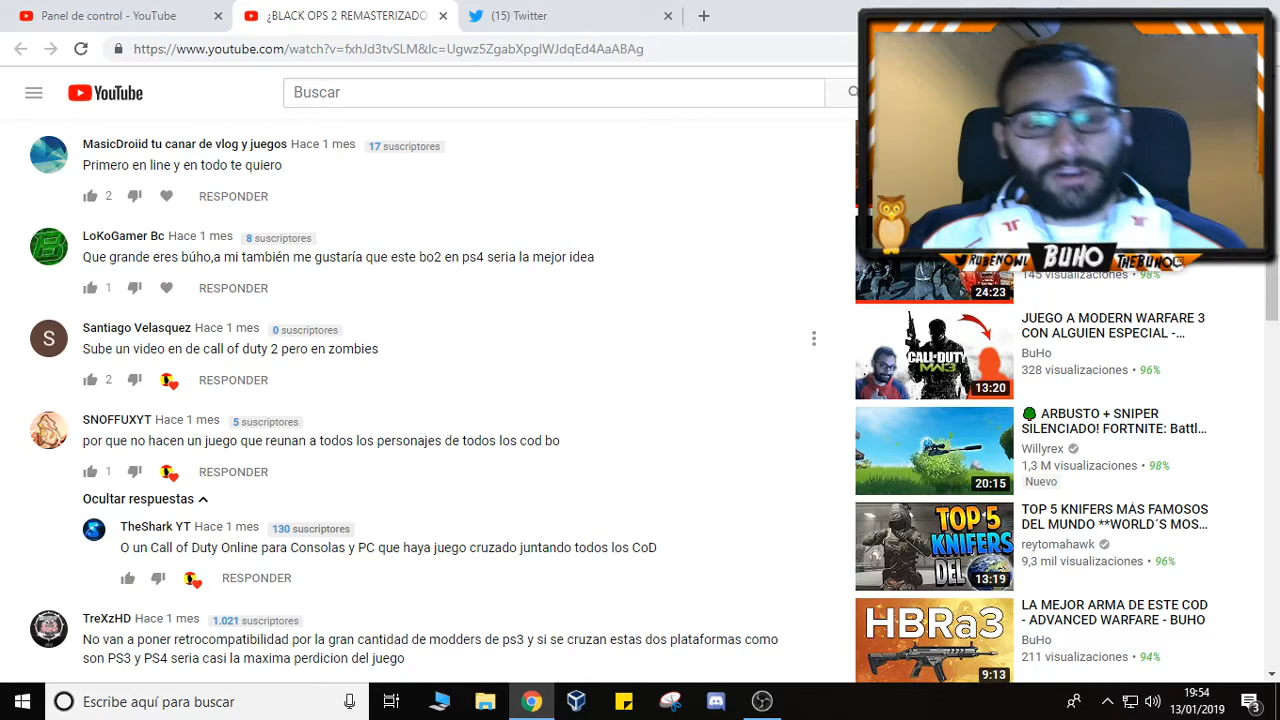 Panel de control - YouTube
¿BLACK OPS 2 REMASTERIZADO
(15) Twitter
https://www.youtube.com/watch?v=fxhJd3tvSLM&lc=Ugwz5ZgabXpgIWJdqEd4AaABAg
YouTube
Buscar
MasicDroiid tu canar de vlog y juegos Hace 1 mes 17 suscriptores
Primero en line y en todo te quiero
2 RESPONDER
LoKoGamer Bc Hace 1 mes 8 suscriptores
Que grande eres buho,a mi también me gustaria que este bo2 en ps4 seria la mejor idea
1 RESPONDER
Santiago Velasquez Hace 1 mes 0 suscriptores
Sube un video en de call of duty 2 pero en zombies
2 RESPONDER
SNOFFUXYT Hace 1 mes 5 suscriptores
por que no hacen un juego que reunan a todos los personajes de todos los cod bo
1 RESPONDER
Ocultar respuestas
TheShark YT Hace 1 mes 130 suscriptores
O un Call of Duty Online para Consolas y PC que haya juego cruzado juntando todos los CoD
RESPONDER
TreXzHD Hace 1 mes 1.021 suscriptores
No van a poner retrocompatibilidad por la gran cantidad de modders de ps3 y si se cruzan estas dos plataformas como
son PS3 y PS4 seria casi la maxima perdicion del juego
RUBENOWL BUHO THEBUHO
145 visualizaciones • 98%
24:23
JUEGO A MODERN WARFARE 3
CON ALGUIEN ESPECIAL -...
BuHo
328 visualizaciones • 96%
CALL·DUTY
MW3
13:20
ARBUSTO + SNIPER
SILENCIADO! FORTNITE: Battl...
Willyrex
1,3 M visualizaciones • 98%
Nuevo
20:15
TOP 5 KNIFERS MÁS FAMOSOS
DEL MUNDO **WORLD´S MOS...
reytomahawk
9,3 mil visualizaciones • 96%
TOP 5
KNIFERS
DEL
13:19
LA MEJOR ARMA DE ESTE COD
- ADVANCED WARFARE - BUHO
BuHo
211 visualizaciones • 94%
HBRa3
9:13
Escribe aquí para buscar
19:54
13/01/2019
3